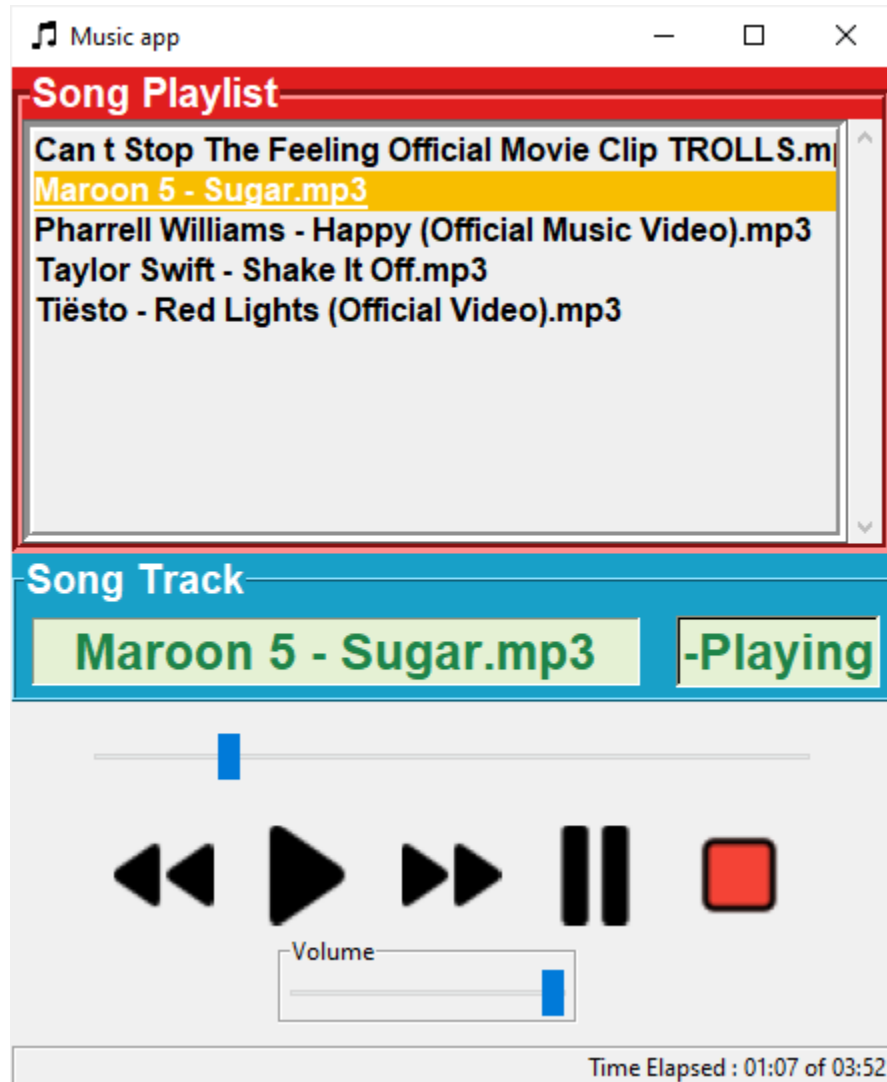 Music app
Song Playlist
Can t Stop The Feeling Official Movie Clip TROLLS.m
Maroon 5 - Sugar.mp3
Pharrell Williams - Happy (Official Music Video).mp3
Taylor Swift - Shake It Off.mp3
Tiësto - Red Lights (Official Video).mp3
Song Track
Maroon 5 - Sugar.mp3 -Playing
Volume
Time Elapsed : 01:07 of 03:52